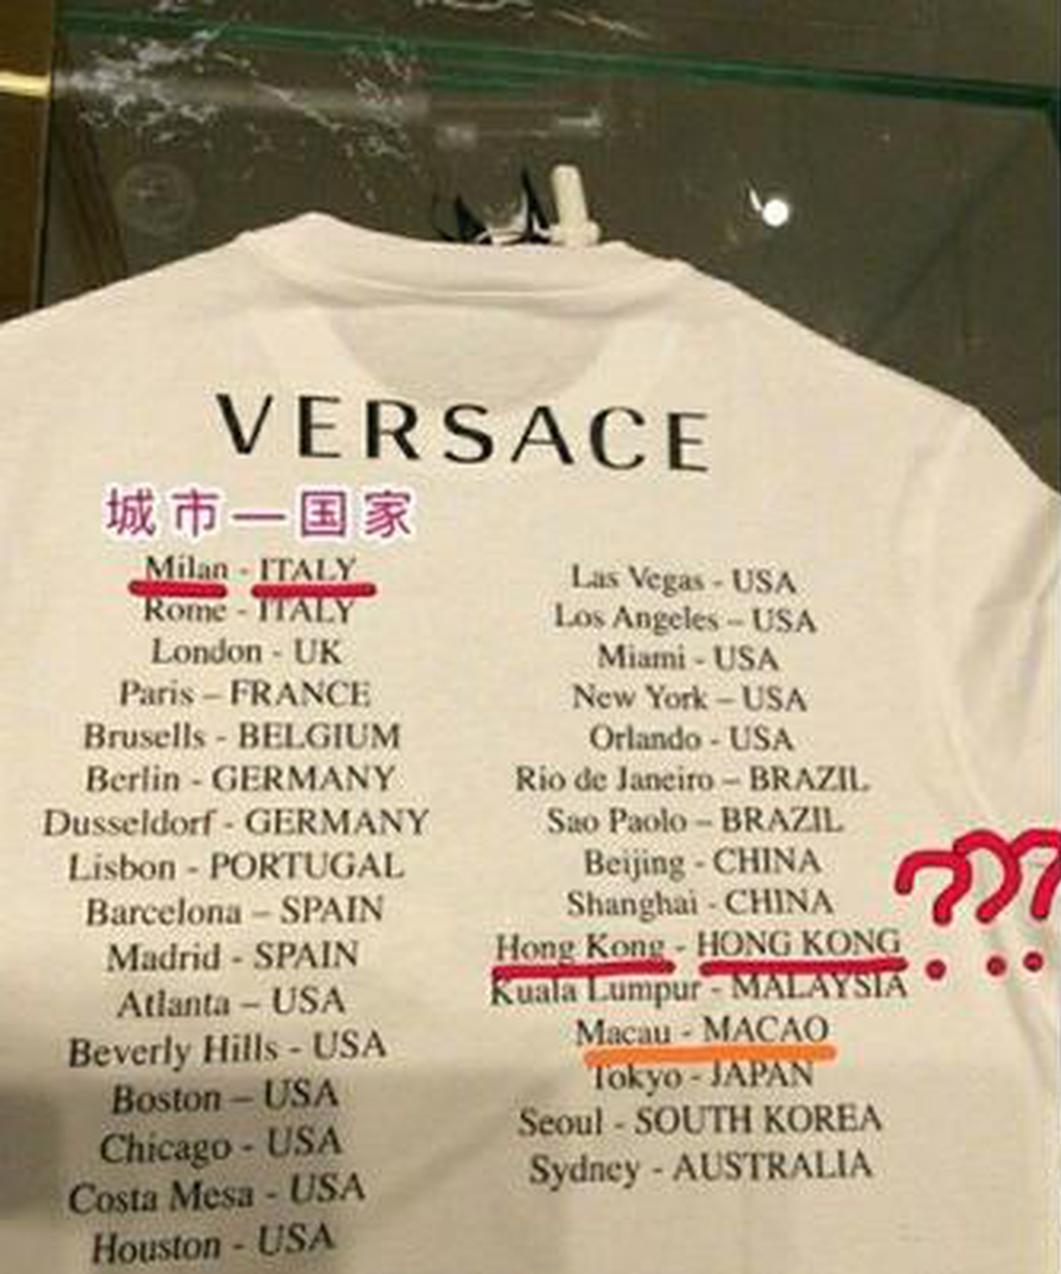 VERSACE
城市—国家
Milan - ITALY
Rome - ITALY
London - UK
Paris – FRANCE
Brusells - BELGIUM
Berlin - GERMANY
Dusseldorf - GERMANY
Lisbon - PORTUGAL
Barcelona – SPAIN
Madrid - SPAIN
Atlanta – USA
Beverly Hills - USA
Boston – USA
Chicago - USA
Costa Mesa - USA
Houston - USA
Las Vegas - USA
Los Angeles – USA
Miami - USA
New York – USA
Orlando - USA
Rio de Janeiro – BRAZIL
Sao Paolo – BRAZIL
Beijing - CHINA
Shanghai - CHINA
Hong Kong - HONG KONG ???
Kuala Lumpur - MALAYSIA
Macau - MACAO
Tokyo - JAPAN
Seoul - SOUTH KOREA
Sydney - AUSTRALIA